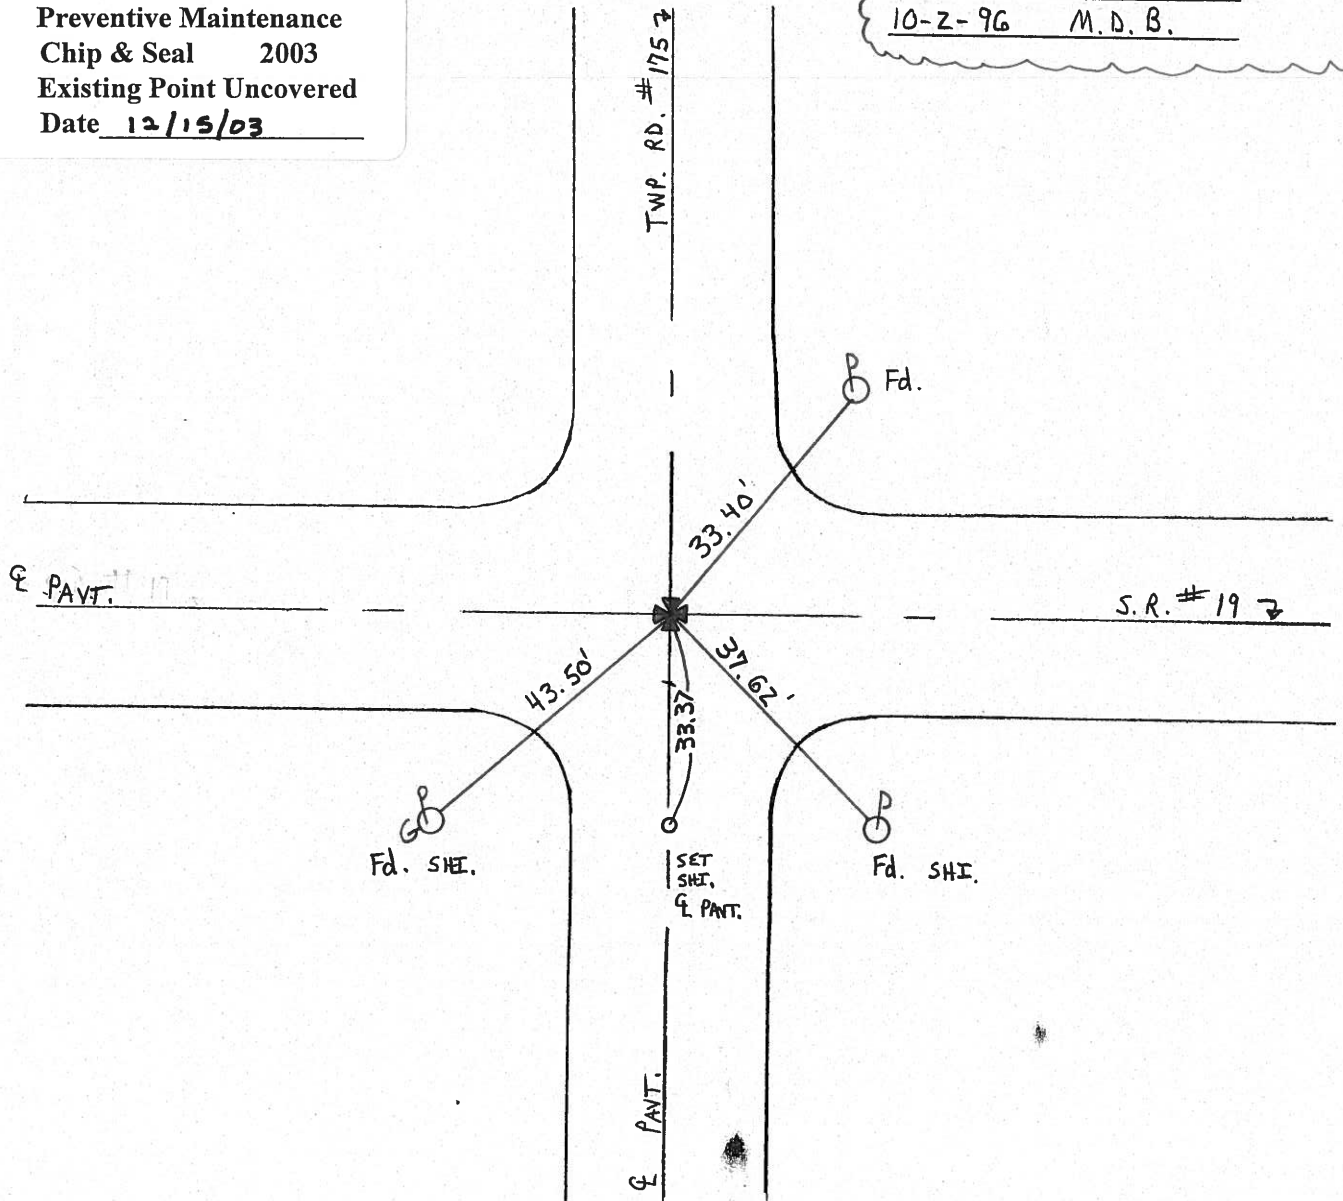 Preventive Maintenance
Chip & Seal 2003
Existing Point Uncovered
Date 12/15/03
10-2-96 M.D.B.
TWP. RD. #175
P Fd.
33.40'
℄ PAVT.
S.R. #19
43.50'
37.62'
33.37'
P
G
Fd. SHI.
SET
SHI.
℄ PAVT.
P
Fd. SHI.
℄ PAVT.